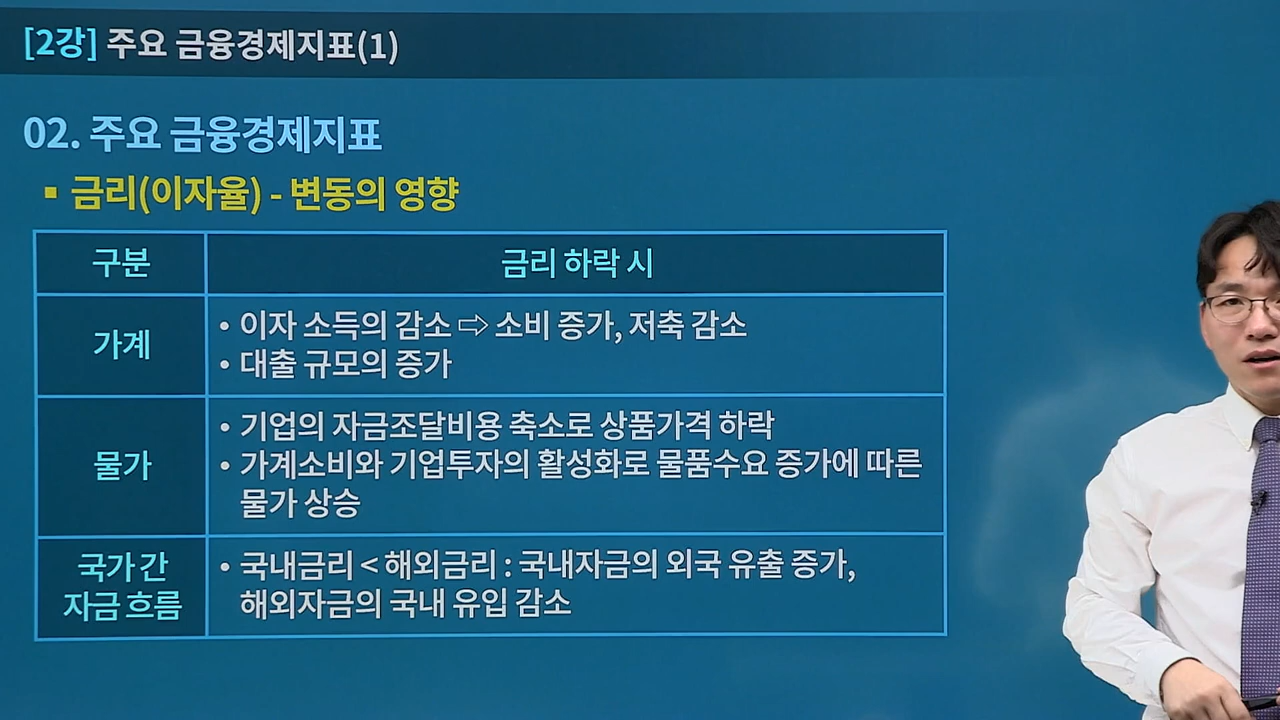 [2강] 주요 금융경제지표(1)
02. 주요 금융경제지표
▪ 금리(이자율) - 변동의 영향
구분
금리 하락 시
가계
• 이자 소득의 감소 ⇨ 소비 증가, 저축 감소
• 대출 규모의 증가
물가
• 기업의 자금조달비용 축소로 상품가격 하락
• 가계소비와 기업투자의 활성화로 물품수요 증가에 따른
물가 상승
국가 간
자금 흐름
• 국내금리 < 해외금리 : 국내자금의 외국 유출 증가,
해외자금의 국내 유입 감소